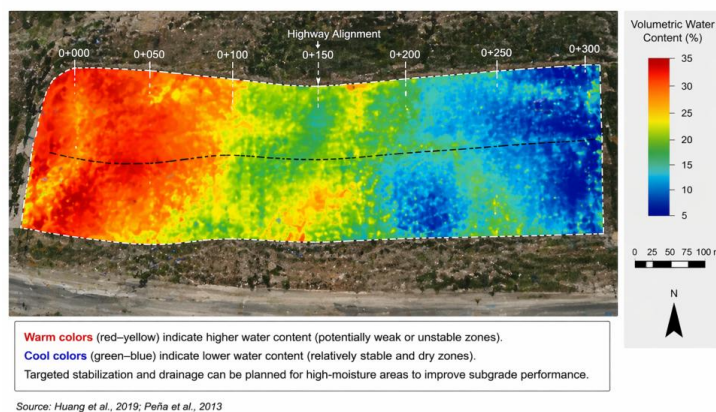 Highway Alignment
0+000
0+050
0+100
0+150
0+200
0+250
0+300
Volumetric Water
Content (%)
35
30
25
20
15
10
5
0 25 50 75 100 m
N
Warm colors (red–yellow) indicate higher water content (potentially weak or unstable zones).
Cool colors (green–blue) indicate lower water content (relatively stable and dry zones).
Targeted stabilization and drainage can be planned for high-moisture areas to improve subgrade performance.
Source: Huang et al., 2019; Peña et al., 2013